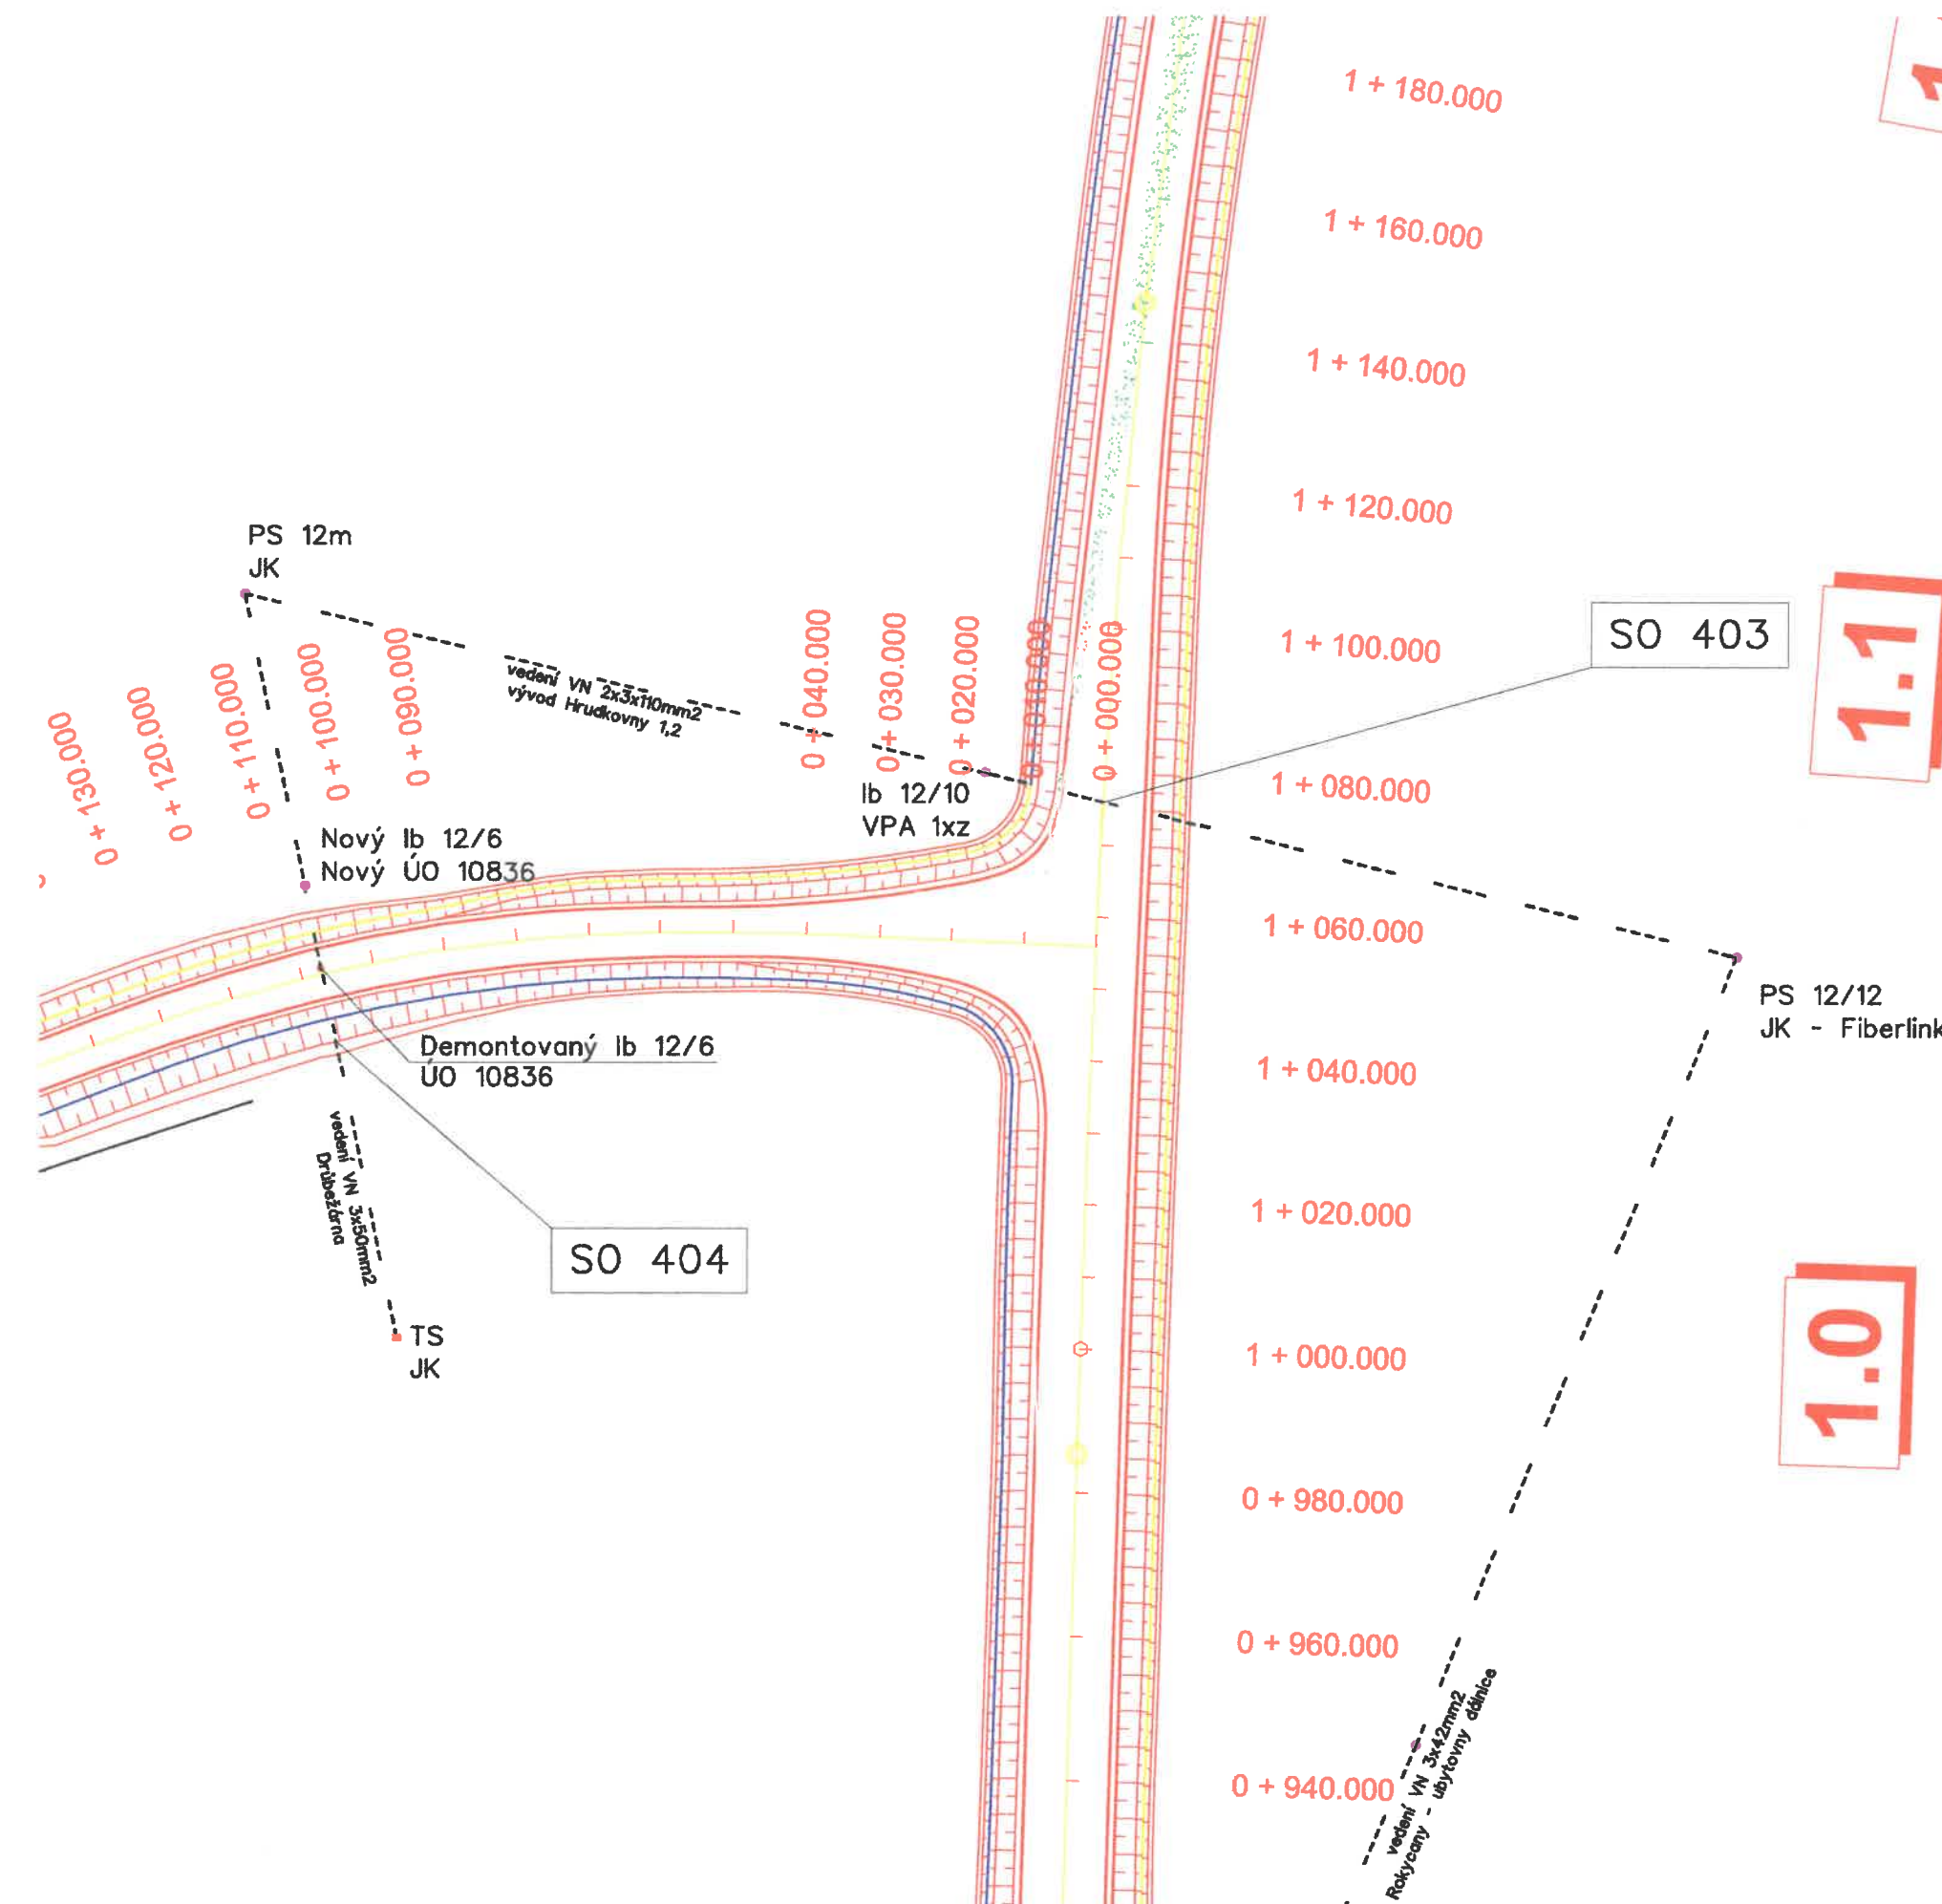 1 + 180.000
1 + 160.000
1 + 140.000
1 + 120.000
PS 12m
JK
1 + 100.000
SO 403
1.1
0 + 130.000
0 + 120.000
0 + 110.000
0 + 100.000
0 + 090.000
vedení VN 2x3x110mm2
vývod Hrudkovny 1,2
0 + 040.000
0 + 030.000
0 + 020.000
0 + 010.000
0 + 000.000
1 + 080.000
Ib 12/10
VPA 1xz
Nový Ib 12/6
Nový ÚO 10836
1 + 060.000
PS 12/12
JK - Fiberlink
Demontovaný Ib 12/6
ÚO 10836
1 + 040.000
vedení VN 3x50mm2
Drůbežárna
1 + 020.000
SO 404
TS
JK
1 + 000.000
1.0
0 + 980.000
0 + 960.000
0 + 940.000
vedení VN 3x42mm2
Rokycany - ubytovny dálnice